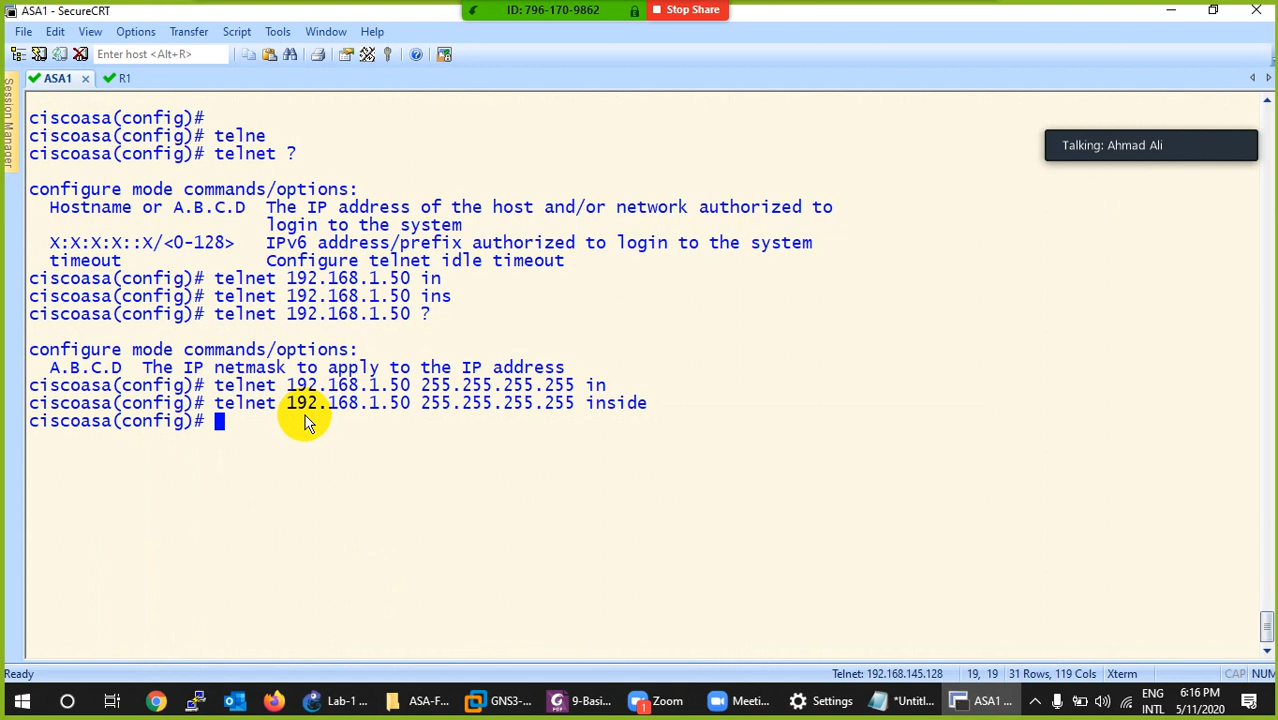 ASA1 - SecureCRT
ID: 796-170-9862
Stop Share
File Edit View Options Transfer Script Tools Window Help
Enter host <Alt+R>
ASA1
R1
Session Manager
Talking: Ahmad Ali
ciscoasa(config)#
ciscoasa(config)# telne
ciscoasa(config)# telnet ?
configure mode commands/options:
Hostname or A.B.C.D The IP address of the host and/or network authorized to
login to the system
X:X:X:X::X/<0-128> IPv6 address/prefix authorized to login to the system
timeout Configure telnet idle timeout
ciscoasa(config)# telnet 192.168.1.50 in
ciscoasa(config)# telnet 192.168.1.50 ins
ciscoasa(config)# telnet 192.168.1.50 ?
configure mode commands/options:
A.B.C.D The IP netmask to apply to the IP address
ciscoasa(config)# telnet 192.168.1.50 255.255.255.255 in
ciscoasa(config)# telnet 192.168.1.50 255.255.255.255 inside
ciscoasa(config)#
Ready
Telnet: 192.168.145.128 19, 19 31 Rows, 119 Cols Xterm CAP NUM
Lab-1 ...
ASA-F...
GNS3-...
9-Basi...
Zoom
1
Meeti...
Settings
*Untitl...
ASA1 ...
ENG
INTL
6:16 PM
5/11/2020